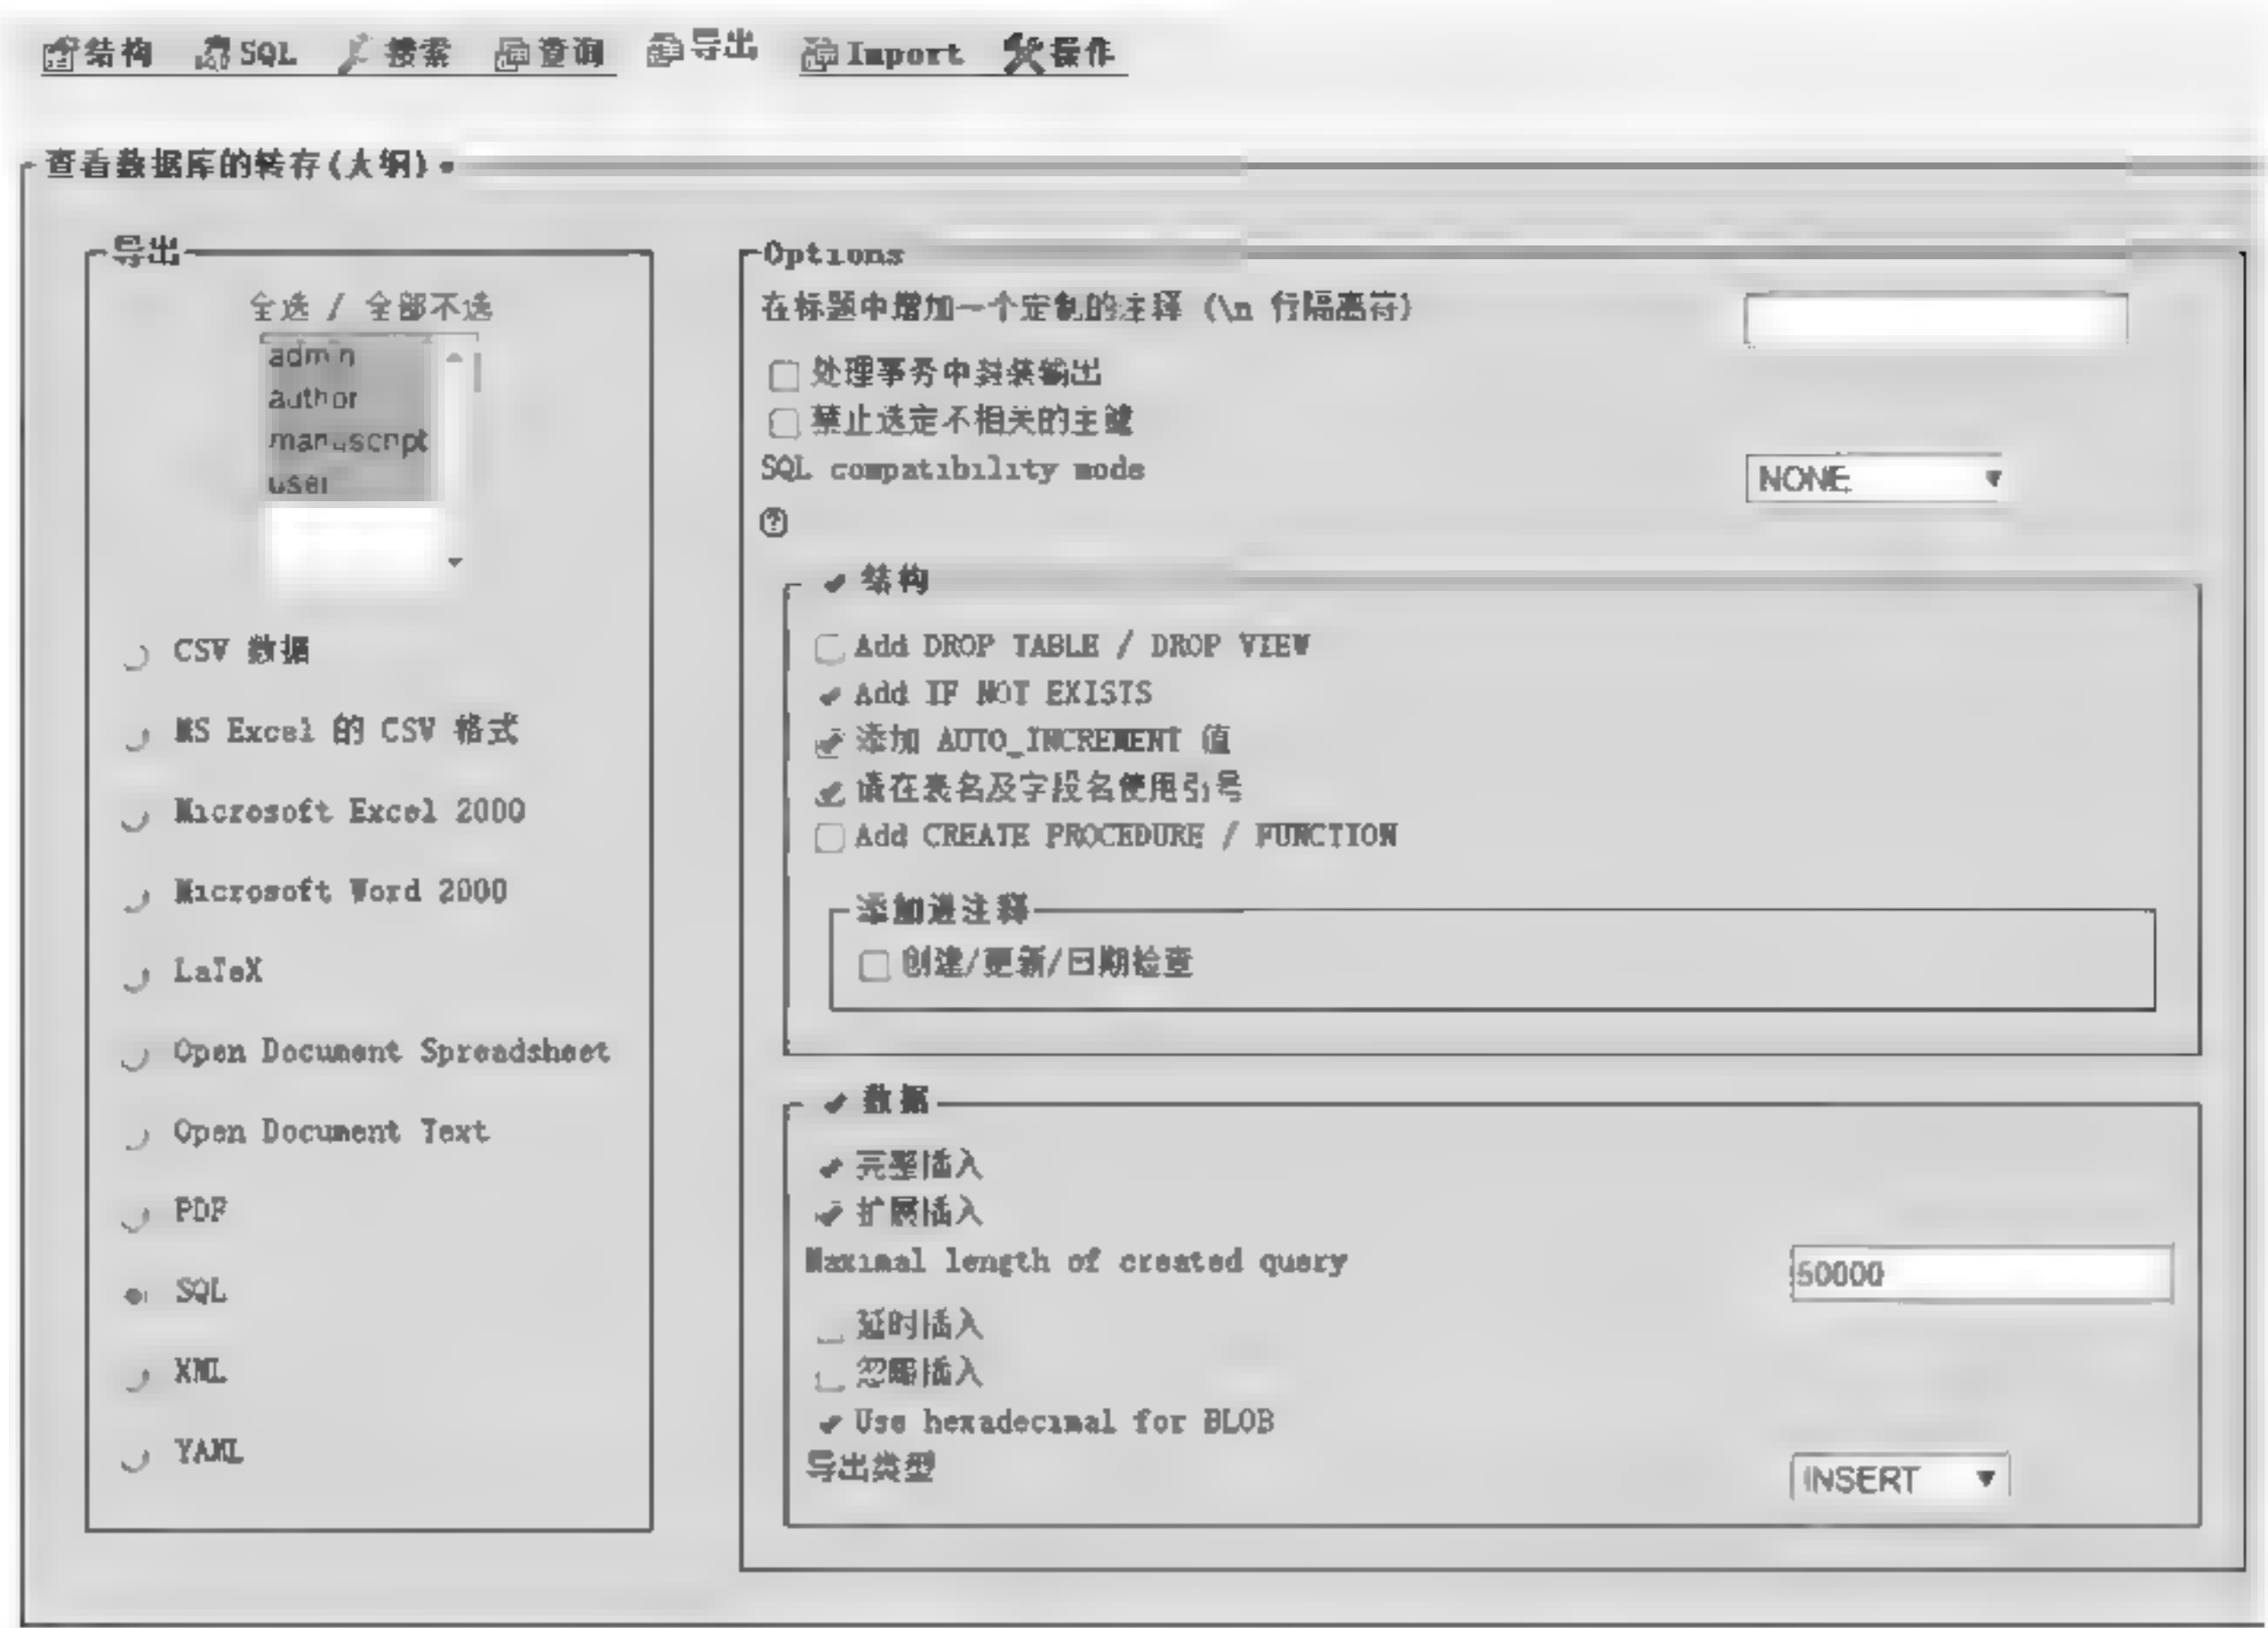 结构 SQL 搜索 查询 导出 Import 操作
查看数据库的转存(大纲)。
导出
全选 / 全部不选
admin
author
manuscript
user
CSV 数据
MS Excel 的 CSV 格式
Microsoft Excel 2000
Microsoft Word 2000
LaTeX
Open Document Spreadsheet
Open Document Text
PDF
SQL
XML
YAML
Options
在标题中增加一个定制的注释 (\n 行隔离符)
处理事务中封装输出
禁止选定不相关的主键
SQL compatibility mode
NONE
结构
Add DROP TABLE / DROP VIEW
Add IF NOT EXISTS
添加 AUTO_INCREMENT 值
请在表名及字段名使用引号
Add CREATE PROCEDURE / FUNCTION
添加进注释
创建/更新/日期检查
数据
完整插入
扩展插入
Maximal length of created query
50000
延时插入
忽略插入
Use hexadecimal for BLOB
导出类型
INSERT